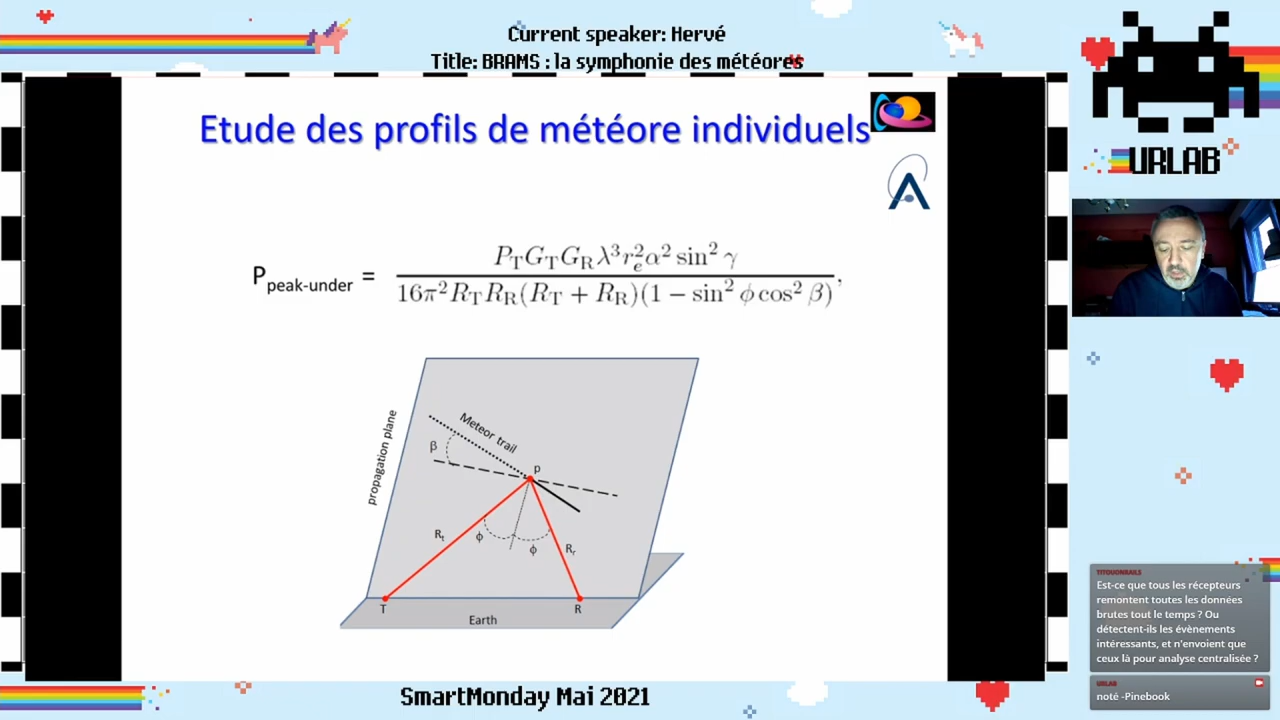 Current speaker: Hervé
Title: BRAMS : la symphonie des météores
Etude des profils de météore individuels
P_peak-under = \frac{P_T G_T G_R λ^3 r_e^2 α^2 sin^2 γ}{16π^2 R_T R_R (R_T + R_R)(1 − sin^2 ϕ cos^2 β)},
propagation plane
Meteor trail
β
p
R_t
ϕ
ϕ
R_r
T
R
Earth
SmartMonday Mai 2021
URLAB
TITOUONRAILS
Est-ce que tous les récepteurs
remontent toutes les données
brutes tout le temps ? Ou
détectent-ils les évènements
intéressants, et n'envoient que
ceux là pour analyse centralisée ?
URLAB
noté -Pinebook